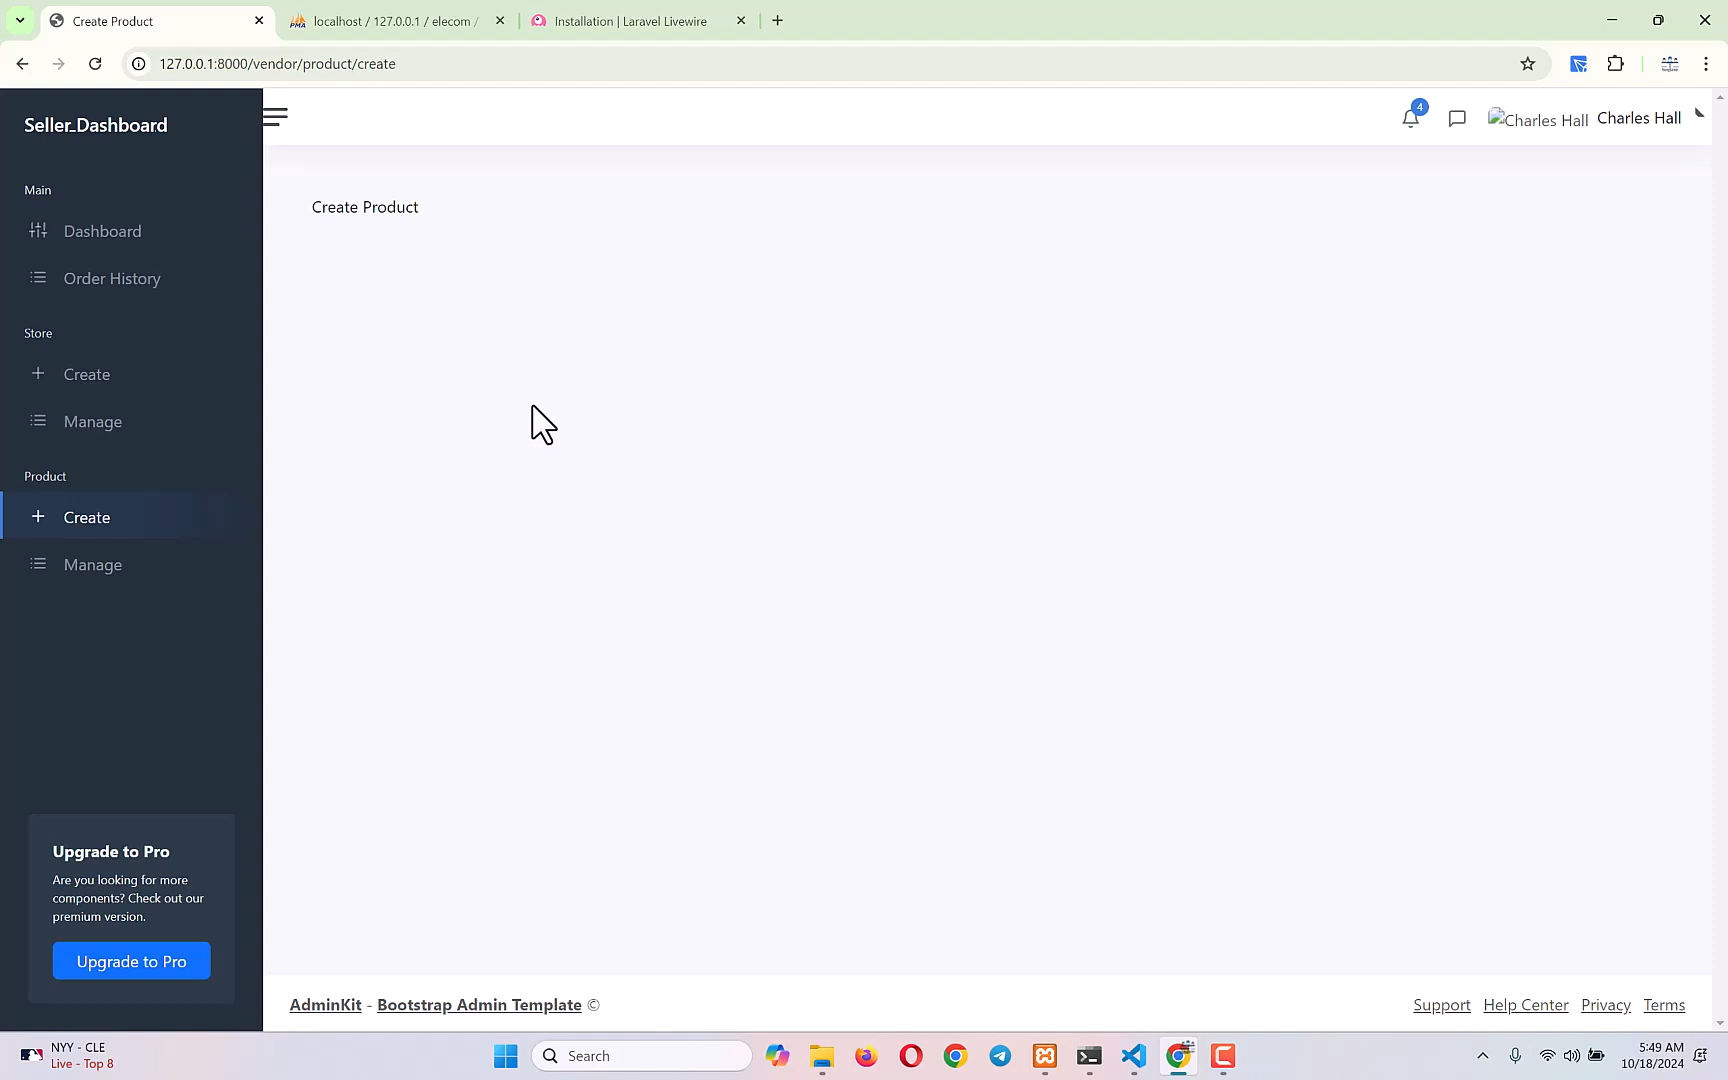 Create Product
localhost / 127.0.0.1 / elecom /
Installation | Laravel Livewire
127.0.0.1:8000/vendor/product/create
Seller_Dashboard
4
Charles Hall
Charles Hall
Main
Create Product
Dashboard
Order History
Store
Create
Manage
Product
Create
Manage
Upgrade to Pro
Are you looking for more
components? Check out our
premium version.
Upgrade to Pro
AdminKit - Bootstrap Admin Template ©
Support Help Center Privacy Terms
NYY - CLE
Live - Top 8
Search
5:49 AM
10/18/2024